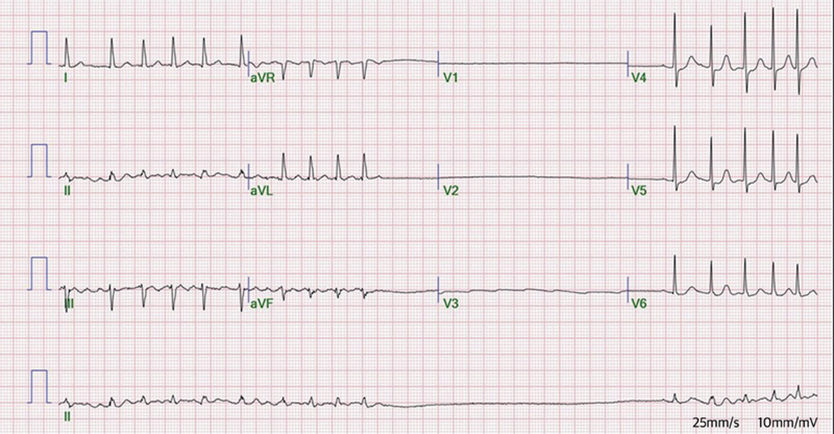 I aVR V1 V4
II aVL V2 V5
III aVF V3 V6
II
25mm/s 10mm/mV